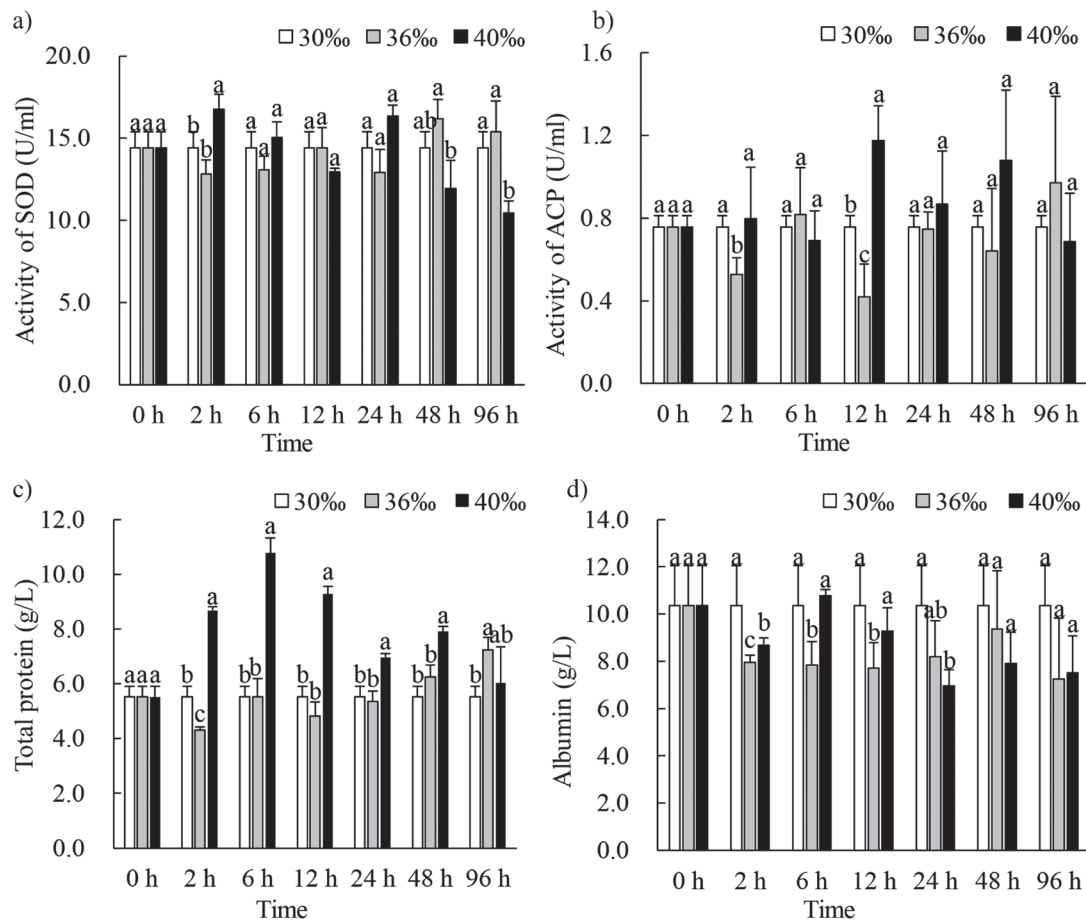 a)
30‰ 36‰ 40‰
20.0
15.0
10.0
5.0
0.0
Activity of SOD (U/ml)
a a a b b a a a a a a a a a a ab a b a a b
0 h 2 h 6 h 12 h 24 h 48 h 96 h
Time
b)
30‰ 36‰ 40‰
1.6
1.2
0.8
0.4
0.0
Activity of ACP (U/ml)
a a a a b a a a a b c a a a a a a a a a a
0 h 2 h 6 h 12 h 24 h 48 h 96 h
Time
c)
30‰ 36‰ 40‰
12.0
10.0
8.0
6.0
4.0
2.0
0.0
Total protein (g/L)
a a a b c a b b a b b a b b a b b a b a ab
0 h 2 h 6 h 12 h 24 h 48 h 96 h
Time
d)
30‰ 36‰ 40‰
14.0
12.0
10.0
8.0
6.0
4.0
2.0
0.0
Albumin (g/L)
a a a a c b a b a a b a a ab b a a a a a a
0 h 2 h 6 h 12 h 24 h 48 h 96 h
Time